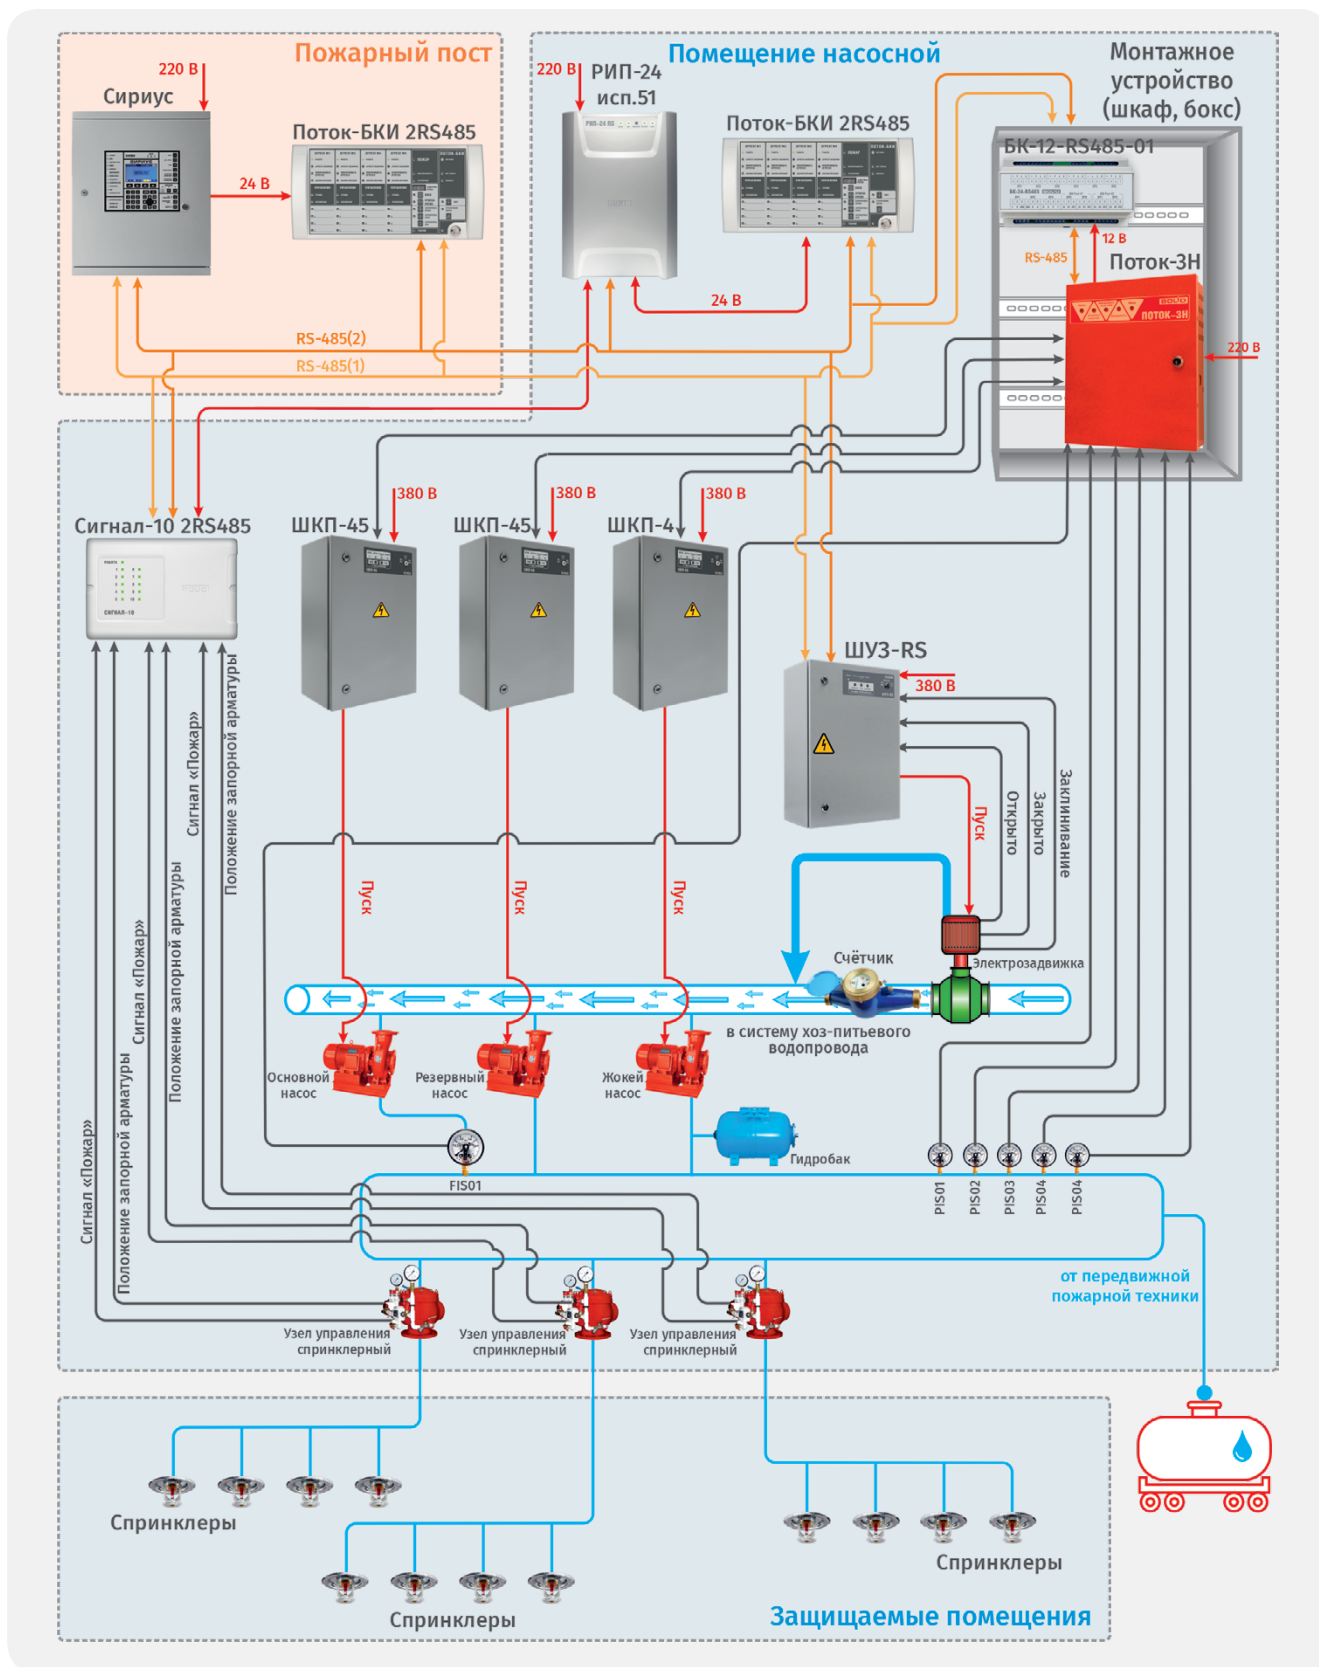 Пожарный пост
Помещение насосной
Монтажное
устройство
(шкаф, бокс)
220 В
Сириус
Поток-БКИ 2RS485
24 В
220 В
РИП-24
исп.51
Поток-БКИ 2RS485
24 В
БК-12-RS485-01
RS-485
12 В
Поток-3Н
ПОТОК-3Н
220 В
RS-485(2)
RS-485(1)
Сигнал-10 2RS485
СИГНАЛ-10
ШКП-45
380 В
ШКП-45
380 В
ШКП-4
380 В
ШУЗ-RS
380 В
Пуск
Открыто
Закрыто
Заклинивание
Сигнал «Пожар»
Положение запорной арматуры
Сигнал «Пожар»
Положение запорной арматуры
Сигнал «Пожар»
Положение запорной арматуры
Пуск
Пуск
Пуск
Счётчик
Электрозадвижка
в систему хоз-питьевого
водопровода
Основной
насос
Резервный
насос
Жокей
насос
Гидробак
FIS01
PIS01
PIS02
PIS03
PIS04
PIS04
от передвижной
пожарной техники
Узел управления
спринклерный
Узел управления
спринклерный
Узел управления
спринклерный
Спринклеры
Спринклеры
Спринклеры
Защищаемые помещения